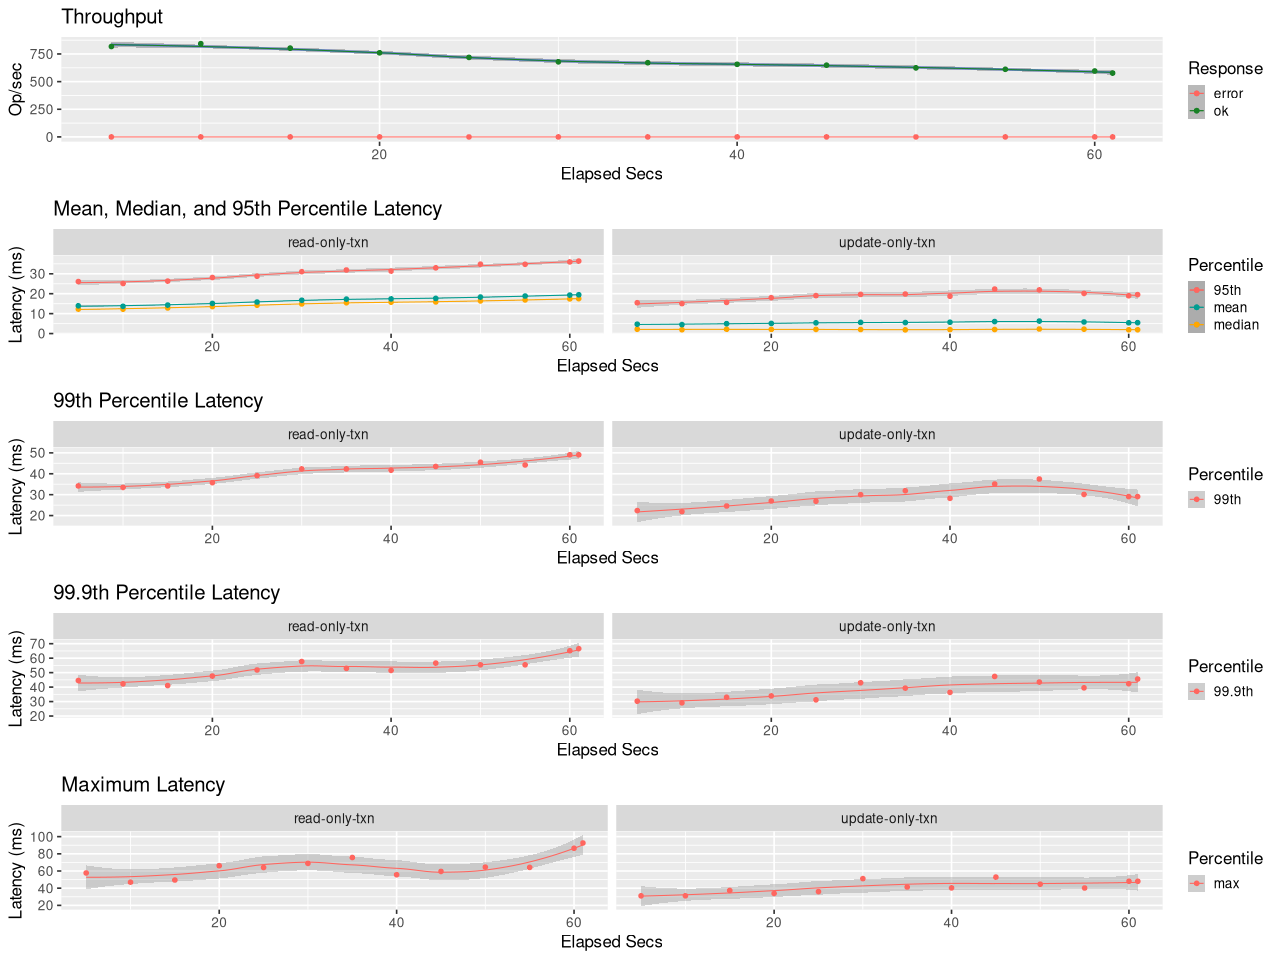 Throughput
Op/sec
750
500
250
0
20 40 60
Elapsed Secs
Response
error
ok
Mean, Median, and 95th Percentile Latency
read-only-txn update-only-txn
Latency (ms)
30
20
10
0
20 40 60 20 40 60
Elapsed Secs
Percentile
95th
mean
median
99th Percentile Latency
read-only-txn update-only-txn
Latency (ms)
50
40
30
20
20 40 60 20 40 60
Elapsed Secs
Percentile
99th
99.9th Percentile Latency
read-only-txn update-only-txn
Latency (ms)
70
60
50
40
30
20
20 40 60 20 40 60
Elapsed Secs
Percentile
99.9th
Maximum Latency
read-only-txn update-only-txn
Latency (ms)
100
80
60
40
20
20 40 60 20 40 60
Elapsed Secs
Percentile
max